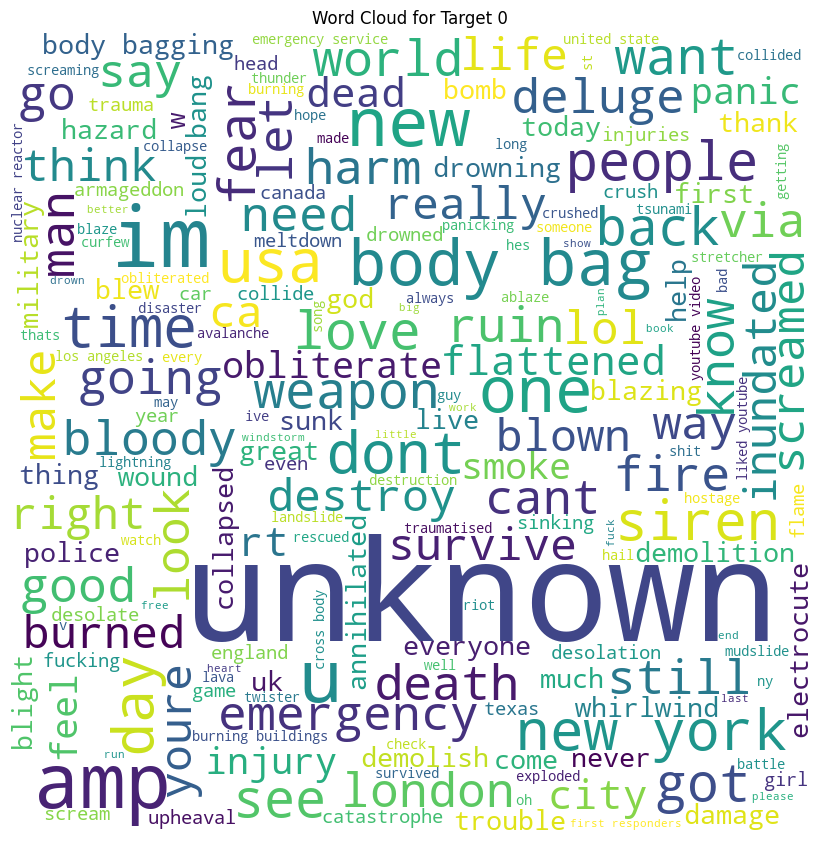 Word Cloud for Target 0
emergency service
united state
body bagging
head
world
life
want
collided
screaming
say
thunder
st
go
trauma
w
burning
dead
bomb
deluge
panic
hope
new
fear
let
hazard
loud bang
made
long
today
thank
injuries
nuclear reactor
think
collapse
harm
drowning
people
getting
armageddon
canada
really
crush
first
man
better
im
need
crushed
tsunami
back
via
military
blaze
curfew
meltdown
drowned
panicking
someone
hes
show
stretcher
usa
body bag
drown
obliterated
blew
car
collide
god
always
ablaze
help
bad
inundated
screamed
disaster
ca
song
big
plan
book
youtube video
time
avalanche
love
ruin
lol
know
thats
los angeles
every
obliterate
flattened
make
going
weapon
one
blazing
may
guy
work
year
ive
sunk
live
blown
way
bloody
windstorm
great
little
dont
shit
liked youtube
lightning
even
smoke
thing
wound
destroy
destruction
cant
fire
hostage
flame
right
look
collapsed
landslide
traumatised
sinking
siren
watch
rt
rescued
survive
fuck
hail
demolition
police
good
annihilated
unknown
desolate
free
v
riot
electrocute
burned
cross body
end
england
everyone
desolation
mudslide
fucking
heart
well
blight
feel
day
youre
lava
game
uk
u
death
much
still
ny
twister
last
emergency
texas
whirlwind
new york
burning buildings
check
run
injury
demolish
come
never
battle
amp
survived
exploded
girl
see
london
city
got
please
oh
scream
upheaval
catastrophe
trouble
first responders
damage